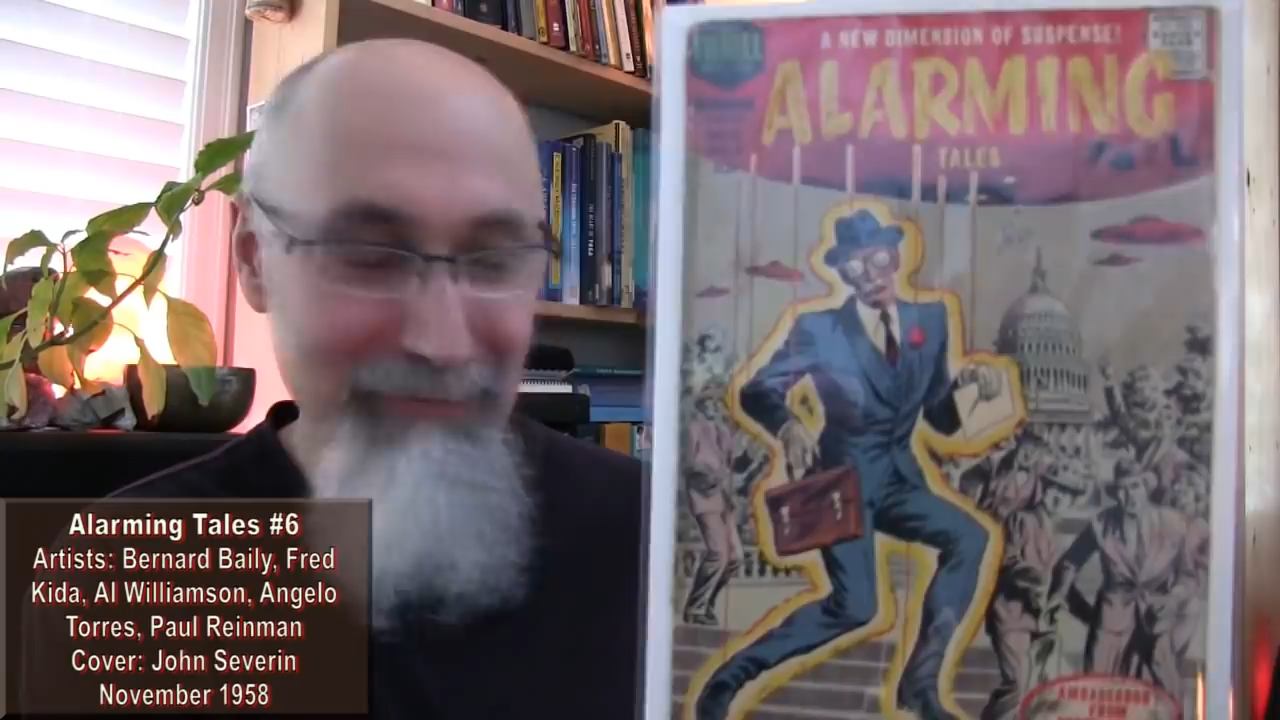 A NEW DIMENSION OF SUSPENSE!
ALARMING
TALES
AMBASSADOR
FROM
Alarming Tales #6
Artists: Bernard Baily, Fred
Kida, Al Williamson, Angelo
Torres, Paul Reinman
Cover: John Severin
November 1958